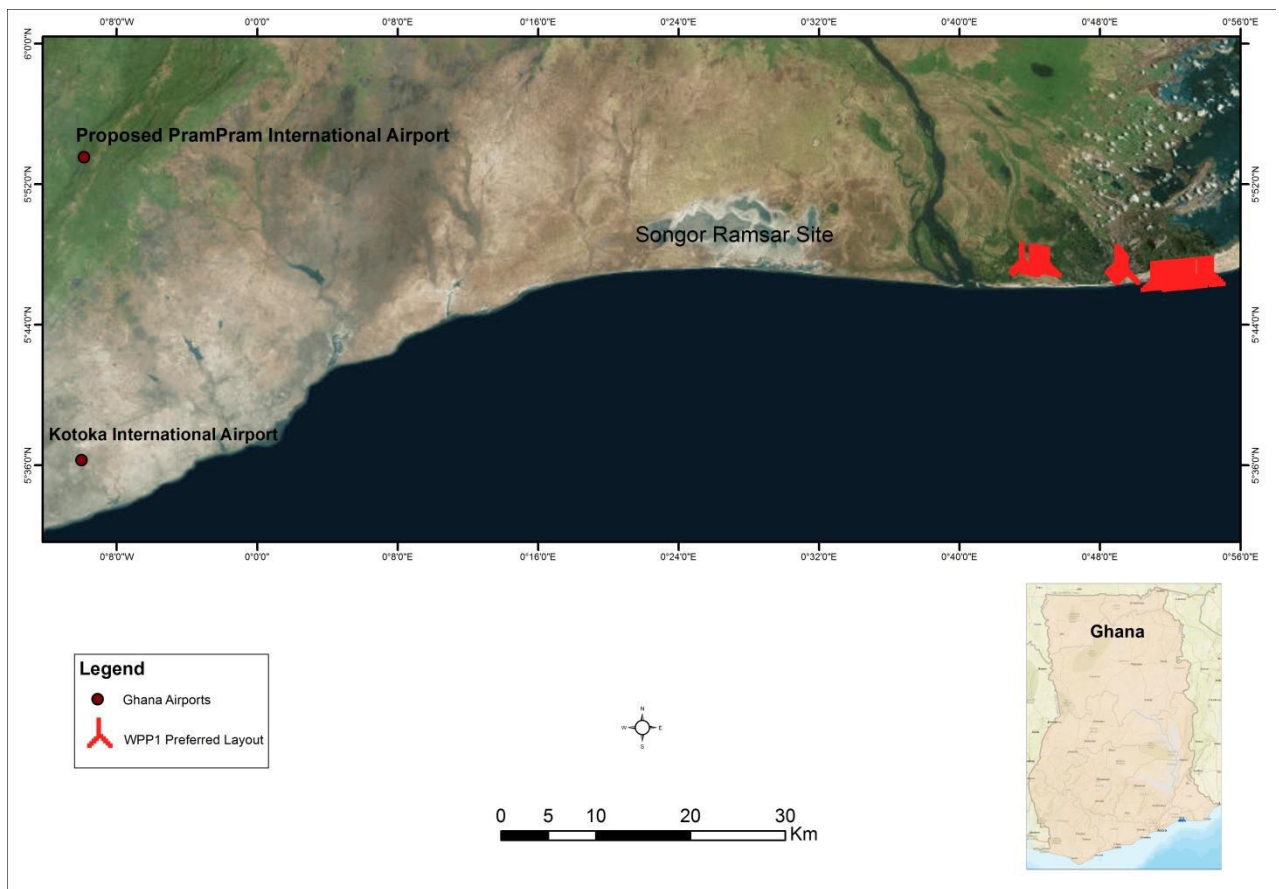 0°8'0"W 0°0'0" 0°8'0"E 0°16'0"E 0°24'0"E 0°32'0"E 0°40'0"E 0°48'0"E 0°56'0"E
6°0'0"N 6°0'0"N
Proposed PramPram International Airport
5°52'0"N 5°52'0"N
Songor Ramsar Site
5°44'0"N 5°44'0"N
Kotoka International Airport
5°36'0"N 5°36'0"N
0°8'0"W 0°0'0" 0°8'0"E 0°16'0"E 0°24'0"E 0°32'0"E 0°40'0"E 0°48'0"E 0°56'0"E
Legend
Ghana Airports
WPP1 Preferred Layout
N
W E
S
0 5 10 20 30
Km
Ghana